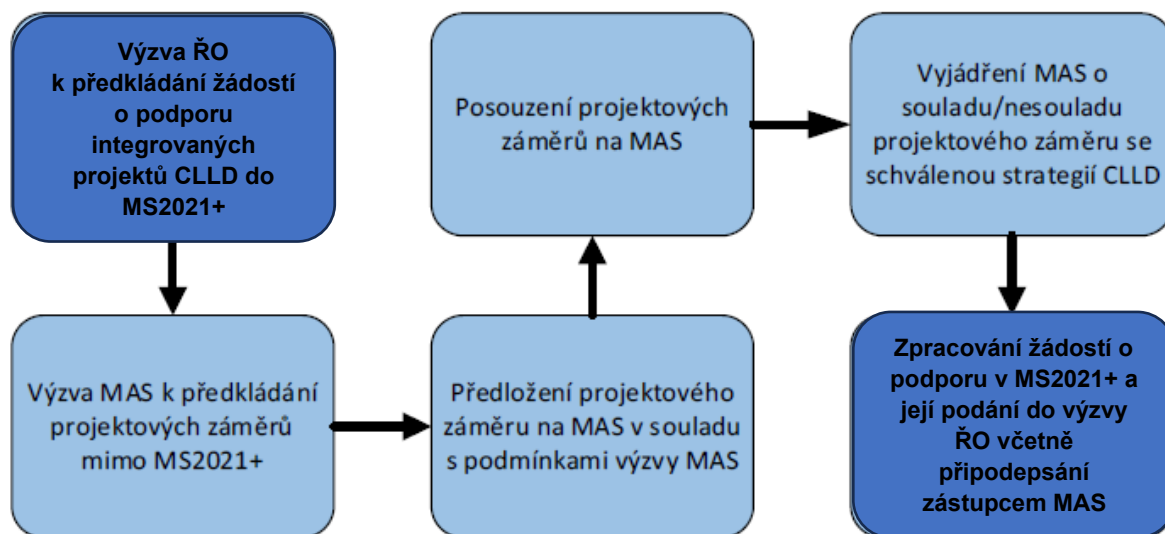 Výzva ŘO
k předkládání žádostí
o podporu
integrovaných
projektů CLLD do
MS2021+
Výzva MAS k předkládání
projektových záměrů
mimo MS2021+
Předložení projektového
záměru na MAS v souladu
s podmínkami výzvy MAS
Posouzení projektových
záměrů na MAS
Vyjádření MAS o
souladu/nesouladu
projektového záměru se
schválenou strategií CLLD
Zpracování žádostí o
podporu v MS2021+ a
její podání do výzvy
ŘO včetně
připodepsání
zástupcem MAS